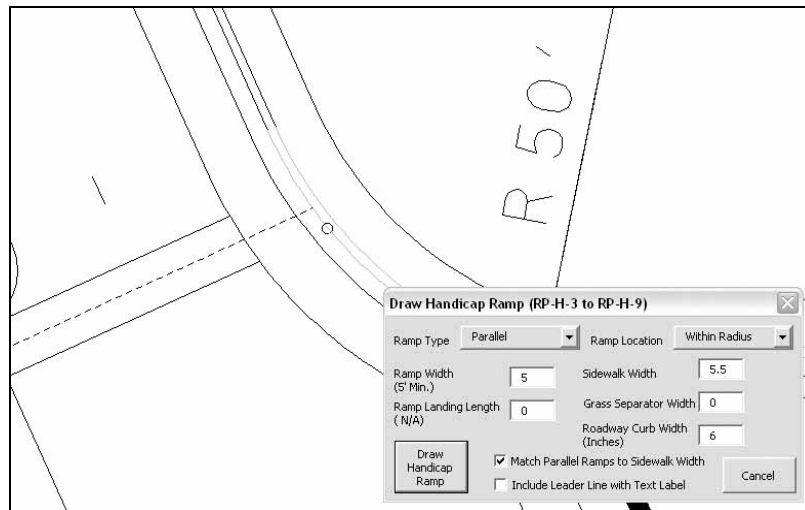 R 50'
Draw Handicap Ramp (RP-H-3 to RP-H-9)
Ramp Type Parallel Ramp Location Within Radius
Ramp Width 5 Sidewalk Width 5.5
(5' Min.)
Ramp Landing Length 0 Grass Separator Width 0
( N/A)
Roadway Curb Width 6
(Inches)
Draw
Handicap
Ramp
Match Parallel Ramps to Sidewalk Width
Include Leader Line with Text Label
Cancel